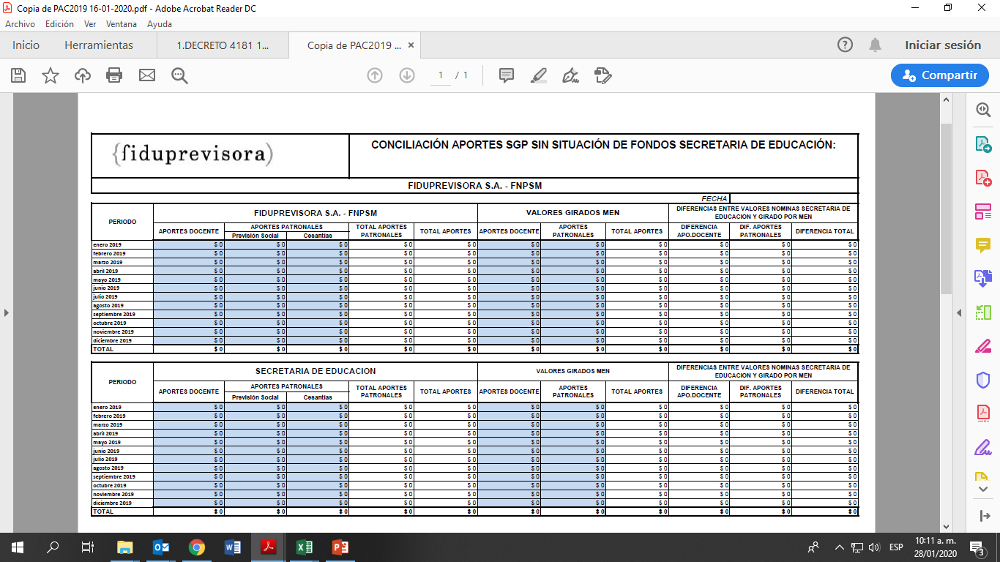 Copia de PAC2019 16-01-2020.pdf - Adobe Acrobat Reader DC
Archivo Edición Ver Ventana Ayuda
Inicio Herramientas 1.DECRETO 4181 1... Copia de PAC2019 ... × Iniciar sesión
1 / 1 Compartir
{fiduprevisora)
CONCILIACIÓN APORTES SGP SIN SITUACIÓN DE FONDOS SECRETARIA DE EDUCACIÓN:
FIDUPREVISORA S.A. - FNPSM
FECHA
PERIODO
FIDUPREVISORA S.A. - FNPSM
VALORES GIRADOS MEN
DIFERENCIAS ENTRE VALORES NOMINAS SECRETARIA DE
EDUCACION Y GIRADO POR MEN
APORTES DOCENTE
APORTES PATRONALES
Previsión Social Cesantías
TOTAL APORTES
PATRONALES
TOTAL APORTES
APORTES DOCENTE
APORTES
PATRONALES
TOTAL APORTES
DIFERENCIA
APO.DOCENTE
DIF. APORTES
PATRONALES
DIFERENCIA TOTAL
enero 2019 $ 0 $ 0 $ 0 $ 0 $ 0 $ 0 $ 0 $ 0 $ 0 $ 0 $ 0
febrero 2019 $ 0 $ 0 $ 0 $ 0 $ 0 $ 0 $ 0 $ 0 $ 0 $ 0 $ 0
marzo 2019 $ 0 $ 0 $ 0 $ 0 $ 0 $ 0 $ 0 $ 0 $ 0 $ 0 $ 0
abril 2019 $ 0 $ 0 $ 0 $ 0 $ 0 $ 0 $ 0 $ 0 $ 0 $ 0 $ 0
mayo 2019 $ 0 $ 0 $ 0 $ 0 $ 0 $ 0 $ 0 $ 0 $ 0 $ 0 $ 0
junio 2019 $ 0 $ 0 $ 0 $ 0 $ 0 $ 0 $ 0 $ 0 $ 0 $ 0 $ 0
julio 2019 $ 0 $ 0 $ 0 $ 0 $ 0 $ 0 $ 0 $ 0 $ 0 $ 0 $ 0
agosto 2019 $ 0 $ 0 $ 0 $ 0 $ 0 $ 0 $ 0 $ 0 $ 0 $ 0 $ 0
septiembre 2019 $ 0 $ 0 $ 0 $ 0 $ 0 $ 0 $ 0 $ 0 $ 0 $ 0 $ 0
octubre 2019 $ 0 $ 0 $ 0 $ 0 $ 0 $ 0 $ 0 $ 0 $ 0 $ 0 $ 0
noviembre 2019 $ 0 $ 0 $ 0 $ 0 $ 0 $ 0 $ 0 $ 0 $ 0 $ 0 $ 0
diciembre 2019 $ 0 $ 0 $ 0 $ 0 $ 0 $ 0 $ 0 $ 0 $ 0 $ 0 $ 0
TOTAL $ 0 $ 0 $ 0 $ 0 $ 0 $ 0 $ 0 $ 0 $ 0 $ 0 $ 0
PERIODO
SECRETARIA DE EDUCACION
VALORES GIRADOS MEN
DIFERENCIAS ENTRE VALORES NOMINAS SECRETARIA DE
EDUCACION Y GIRADO POR MEN
APORTES DOCENTE
APORTES PATRONALES
Previsión Social Cesantías
TOTAL APORTES
PATRONALES
TOTAL APORTES
APORTES DOCENTE
APORTES
PATRONALES
TOTAL APORTES
DIFERENCIA
APO.DOCENTE
DIF. APORTES
PATRONALES
DIFERENCIA TOTAL
enero 2019 $ 0 $ 0 $ 0 $ 0 $ 0 $ 0 $ 0 $ 0 $ 0 $ 0 $ 0
febrero 2019 $ 0 $ 0 $ 0 $ 0 $ 0 $ 0 $ 0 $ 0 $ 0 $ 0 $ 0
marzo 2019 $ 0 $ 0 $ 0 $ 0 $ 0 $ 0 $ 0 $ 0 $ 0 $ 0 $ 0
abril 2019 $ 0 $ 0 $ 0 $ 0 $ 0 $ 0 $ 0 $ 0 $ 0 $ 0 $ 0
mayo 2019 $ 0 $ 0 $ 0 $ 0 $ 0 $ 0 $ 0 $ 0 $ 0 $ 0 $ 0
junio 2019 $ 0 $ 0 $ 0 $ 0 $ 0 $ 0 $ 0 $ 0 $ 0 $ 0 $ 0
julio 2019 $ 0 $ 0 $ 0 $ 0 $ 0 $ 0 $ 0 $ 0 $ 0 $ 0 $ 0
agosto 2019 $ 0 $ 0 $ 0 $ 0 $ 0 $ 0 $ 0 $ 0 $ 0 $ 0 $ 0
septiembre 2019 $ 0 $ 0 $ 0 $ 0 $ 0 $ 0 $ 0 $ 0 $ 0 $ 0 $ 0
octubre 2019 $ 0 $ 0 $ 0 $ 0 $ 0 $ 0 $ 0 $ 0 $ 0 $ 0 $ 0
noviembre 2019 $ 0 $ 0 $ 0 $ 0 $ 0 $ 0 $ 0 $ 0 $ 0 $ 0 $ 0
diciembre 2019 $ 0 $ 0 $ 0 $ 0 $ 0 $ 0 $ 0 $ 0 $ 0 $ 0 $ 0
TOTAL $ 0 $ 0 $ 0 $ 0 $ 0 $ 0 $ 0 $ 0 $ 0 $ 0 $ 0
ESP
10:11 a. m.
28/01/2020
3